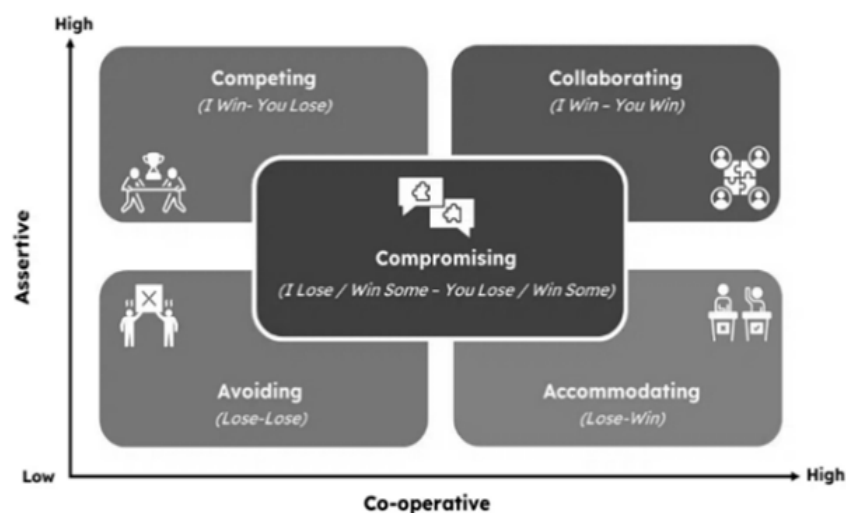 High
Competing
(I Win- You Lose)
Collaborating
(I Win – You Win)
Compromising
(I Lose / Win Some – You Lose / Win Some)
Assertive
Avoiding
(Lose-Lose)
Accommodating
(Lose-Win)
Low
High
Co-operative